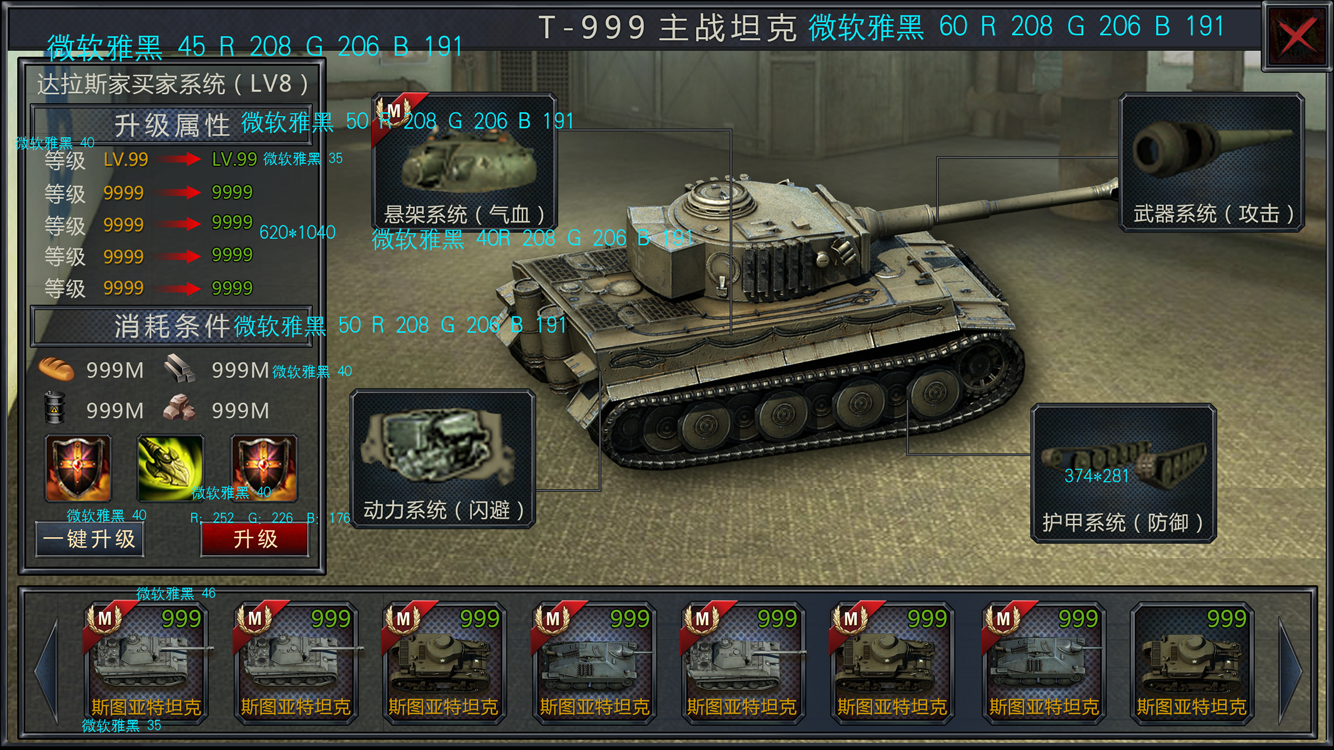 T-999 主战坦克 微软雅黑 60 R 208 G 206 B 191
微软雅黑 45 R 208 G 206 B 191
达拉斯家买家系统（LV8）
升级属性 微软雅黑 50 R 208 G 206 B 191
微软雅黑 40
等级 LV.99 LV.99 微软雅黑 35
等级 9999 9999
等级 9999 9999
620*1040
等级 9999 9999
等级 9999 9999
消耗条件 微软雅黑 50 R 208 G 206 B 191
999M 999M 微软雅黑 40
999M 999M
微软雅黑 40
微软雅黑 40 R: 252 G: 226 B: 176
一键升级 升级
M
悬架系统（气血）
微软雅黑 40R 208 G 206 B 191
武器系统（攻击）
动力系统（闪避）
374*281
护甲系统（防御）
微软雅黑 46
M 999 M 999 M 999 M 999 M 999 M 999 M 999 999
斯图亚特坦克 斯图亚特坦克 斯图亚特坦克 斯图亚特坦克 斯图亚特坦克 斯图亚特坦克 斯图亚特坦克 斯图亚特坦克
微软雅黑 35